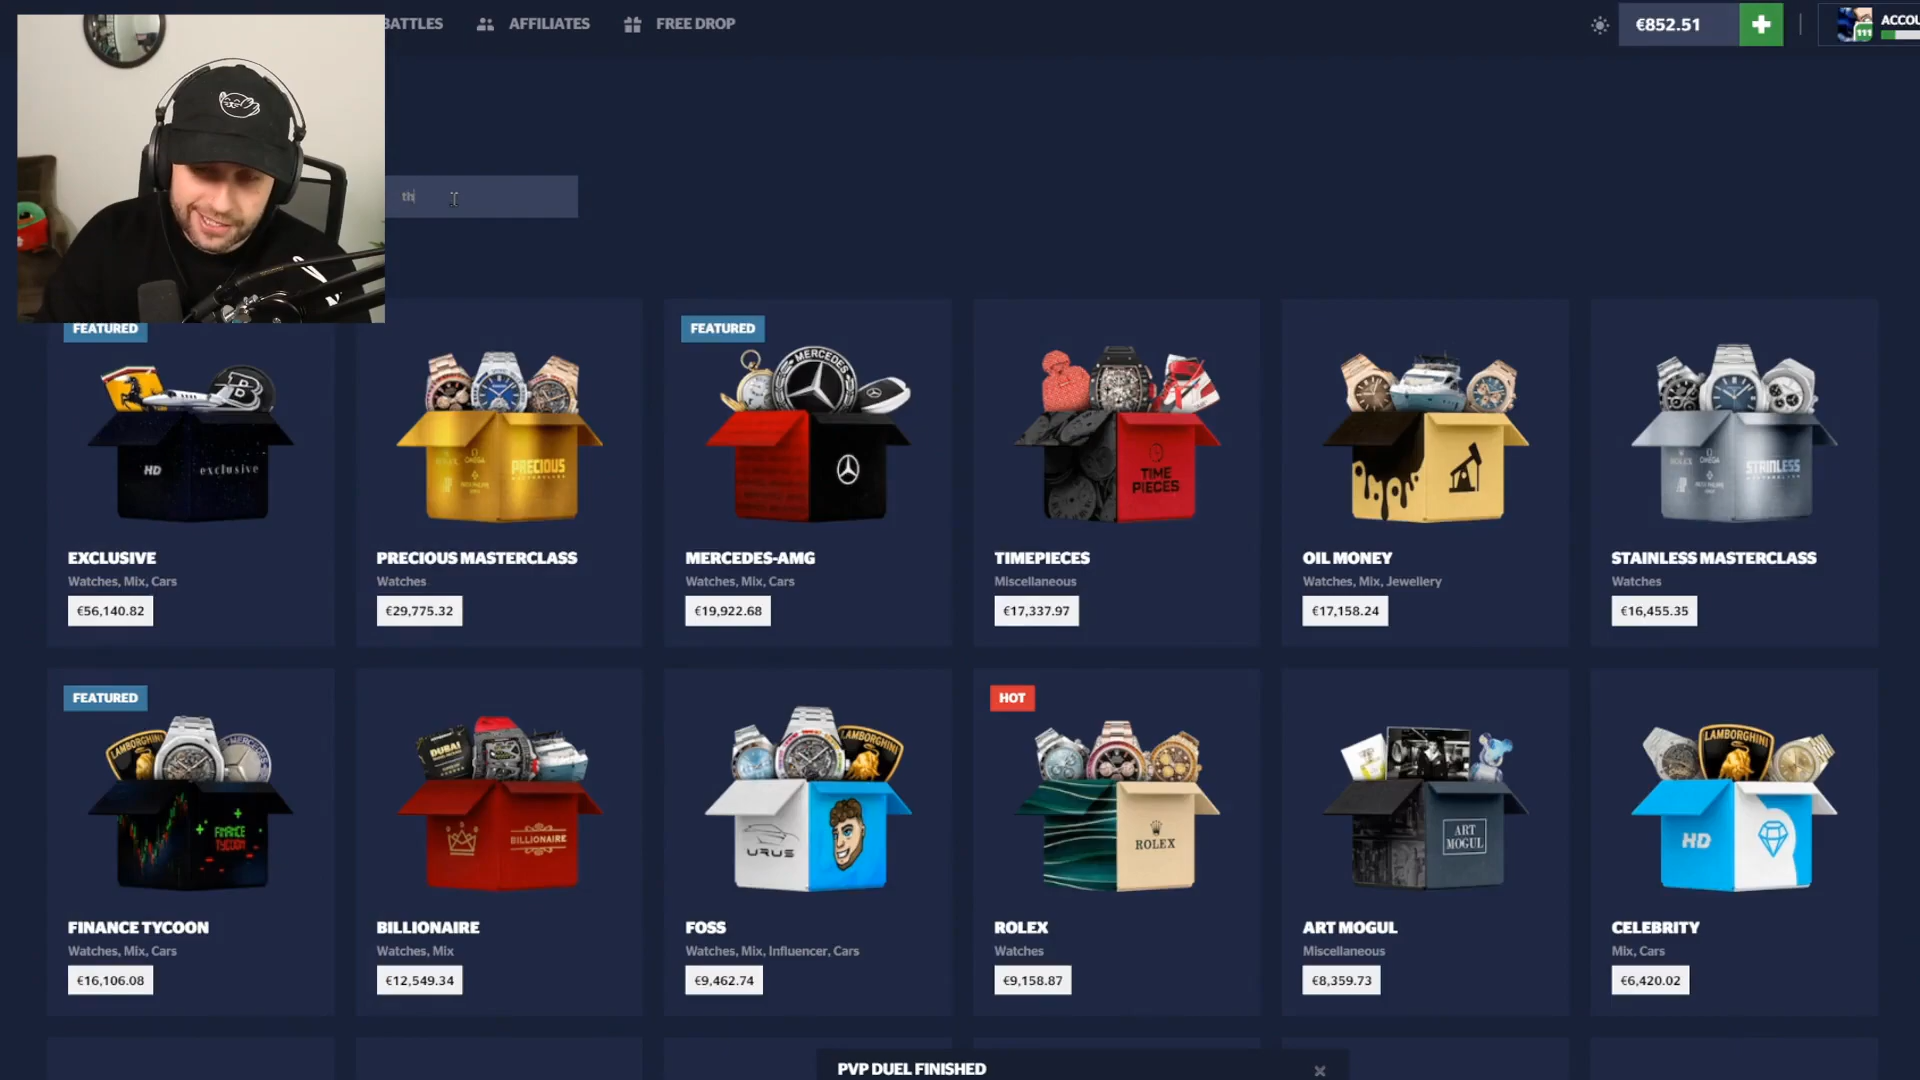 BATTLES AFFILIATES FREE DROP €852.51 ACCOU
111
th
FEATURED FEATURED
MERCEDES
HD exclusive
OMEGA PRECIOUS
TIME PIECES
OMEGA STAINLESS
EXCLUSIVE
Watches, Mix, Cars
€56,140.82
PRECIOUS MASTERCLASS
Watches
€29,775.32
MERCEDES-AMG
Watches, Mix, Cars
€19,922.68
TIMEPIECES
Miscellaneous
€17,337.97
OIL MONEY
Watches, Mix, Jewellery
€17,158.24
STAINLESS MASTERCLASS
Watches
€16,455.35
FEATURED HOT
LAMBORGHINI
DUBAI
LAMBORGHINI
LAMBORGHINI
FINANCE TYCOON
BILLIONAIRE
URUS
ROLEX
ART MOGUL
HD
FINANCE TYCOON
Watches, Mix, Cars
€16,106.08
BILLIONAIRE
Watches, Mix
€12,549.34
FOSS
Watches, Mix, Influencer, Cars
€9,462.74
ROLEX
Watches
€9,158.87
ART MOGUL
Miscellaneous
€8,359.73
CELEBRITY
Mix, Cars
€6,420.02
PVP DUEL FINISHED